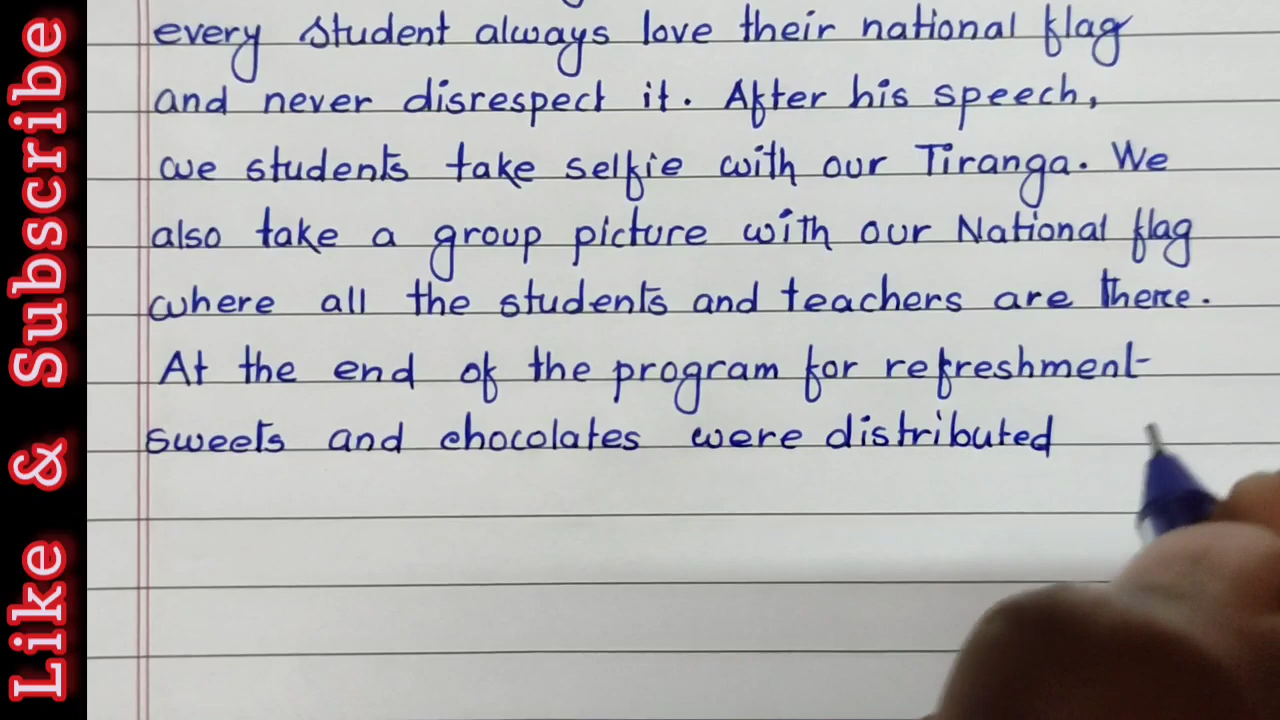 Like & Subscribe
every student always love their national flag
and never disrespect it. After his speech,
we students take selfie with our Tiranga. We
also take a group picture with our National flag
where all the students and teachers are there.
At the end of the program for refreshment
sweets and chocolates were distributed